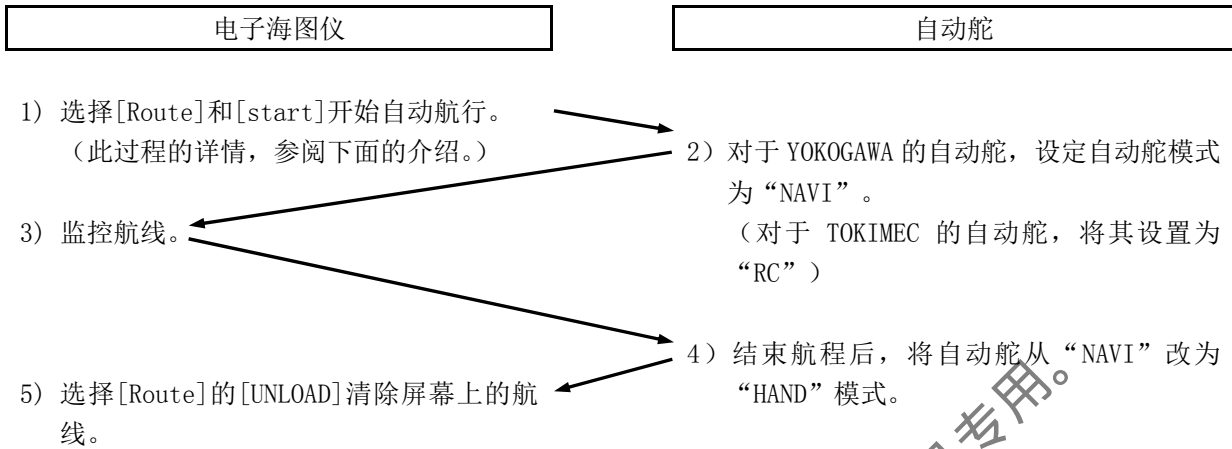 电子海图仪
自动舵
1) 选择[Route]和[start]开始自动航行。
（此过程的详情，参阅下面的介绍。）
2）对于 YOKOGAWA 的自动舵，设定自动舵模式
为“NAVI”。
（对于 TOKIMEC 的自动舵，将其设置为
“RC”）
3) 监控航线。
4）结束航程后，将自动舵从“NAVI”改为
“HAND”模式。
5) 选择[Route]的[UNLOAD]清除屏幕上的航
线。
专用。